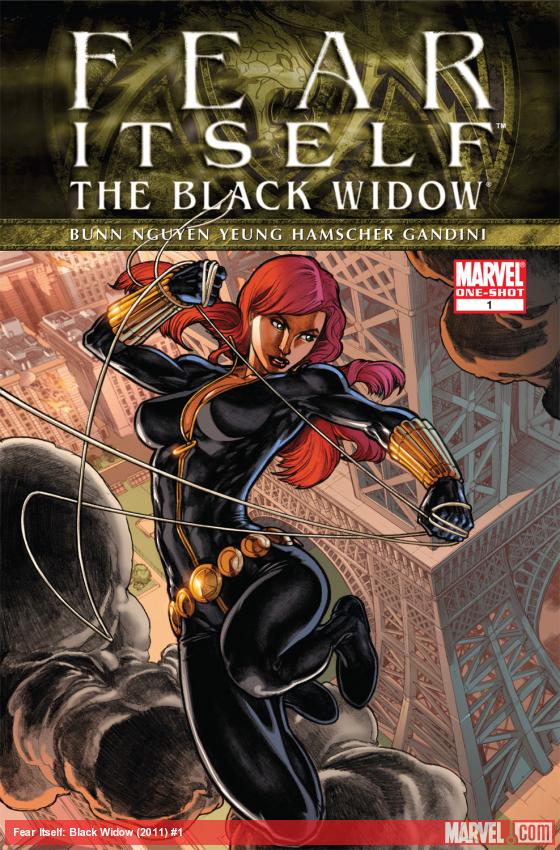 FEAR
ITSELF™
THE BLACK WIDOW®
BUNN NGUYEN YEUNG HAMSCHER GANDINI
MARVEL
ONE-SHOT
1
Fear Itself: Black Widow (2011) #1
MARVEL.COM